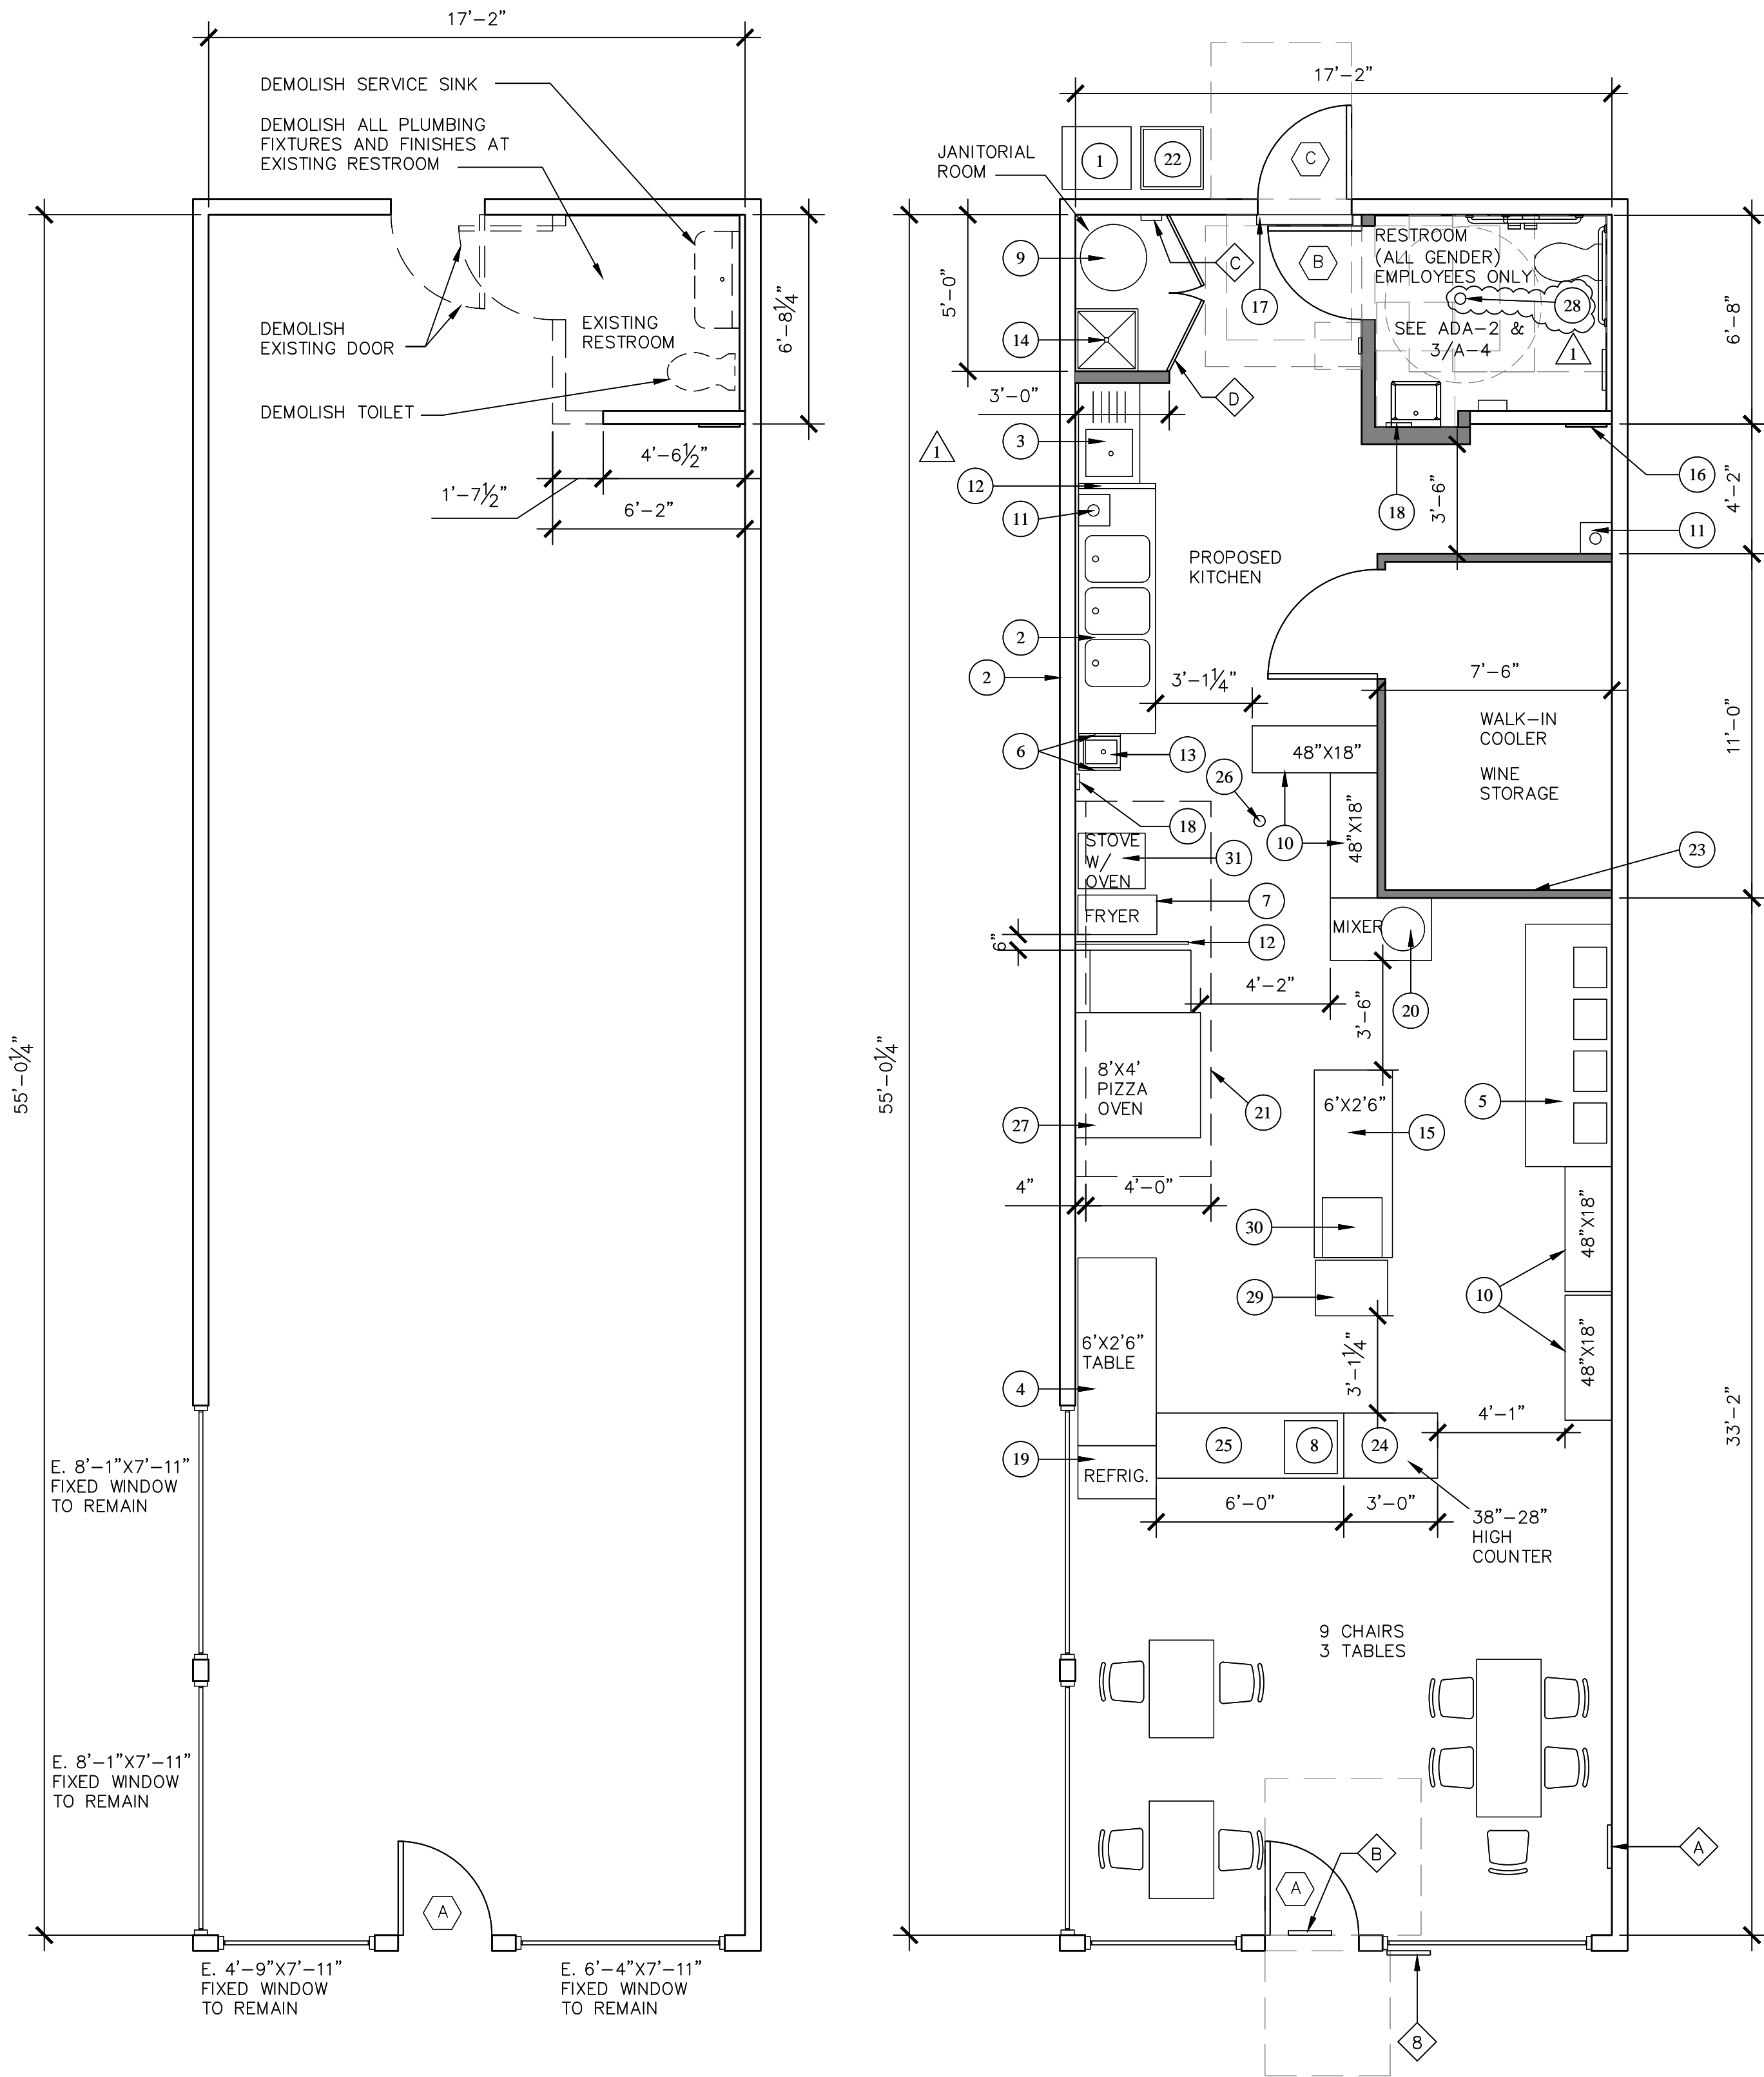 17'-2"
DEMOLISH SERVICE SINK
DEMOLISH ALL PLUMBING
FIXTURES AND FINISHES AT
EXISTING RESTROOM
DEMOLISH
EXISTING DOOR
EXISTING
RESTROOM
6'-8¼"
DEMOLISH TOILET
4'-6½"
1'-7½"
6'-2"
55'-0¼"
E. 8'-1"X7'-11"
FIXED WINDOW
TO REMAIN
E. 8'-1"X7'-11"
FIXED WINDOW
TO REMAIN
A
E. 4'-9"X7'-11"
FIXED WINDOW
TO REMAIN
E. 6'-4"X7'-11"
FIXED WINDOW
TO REMAIN
17'-2"
JANITORIAL
ROOM
1
22
C
9
C
B
17
RESTROOM
(ALL GENDER)
EMPLOYEES ONLY
28
SEE ADA-2 &
3/A-4
1
5'-0"
14
6'-8"
3'-0"
D
1
3
12
11
18
3'-6"
16
4'-2"
11
PROPOSED
KITCHEN
2
2
3'-1¼"
7'-6"
WALK-IN
COOLER
WINE
STORAGE
11'-0"
6
13
48"X18"
26
18
10
48"X18"
STOVE
W/
OVEN
31
23
7
FRYER
6"
12
MIXER
20
4'-2"
3'-6"
55'-0¼"
8'X4'
PIZZA
OVEN
27
21
6'X2'6"
15
5
4"
4'-0"
30
48"X18"
29
10
48"X18"
6'X2'6"
TABLE
4
3'-1¼"
33'-2"
4'-1"
19
REFRIG.
25
8
24
6'-0"
3'-0"
38"-28"
HIGH
COUNTER
9 CHAIRS
3 TABLES
B
A
A
8